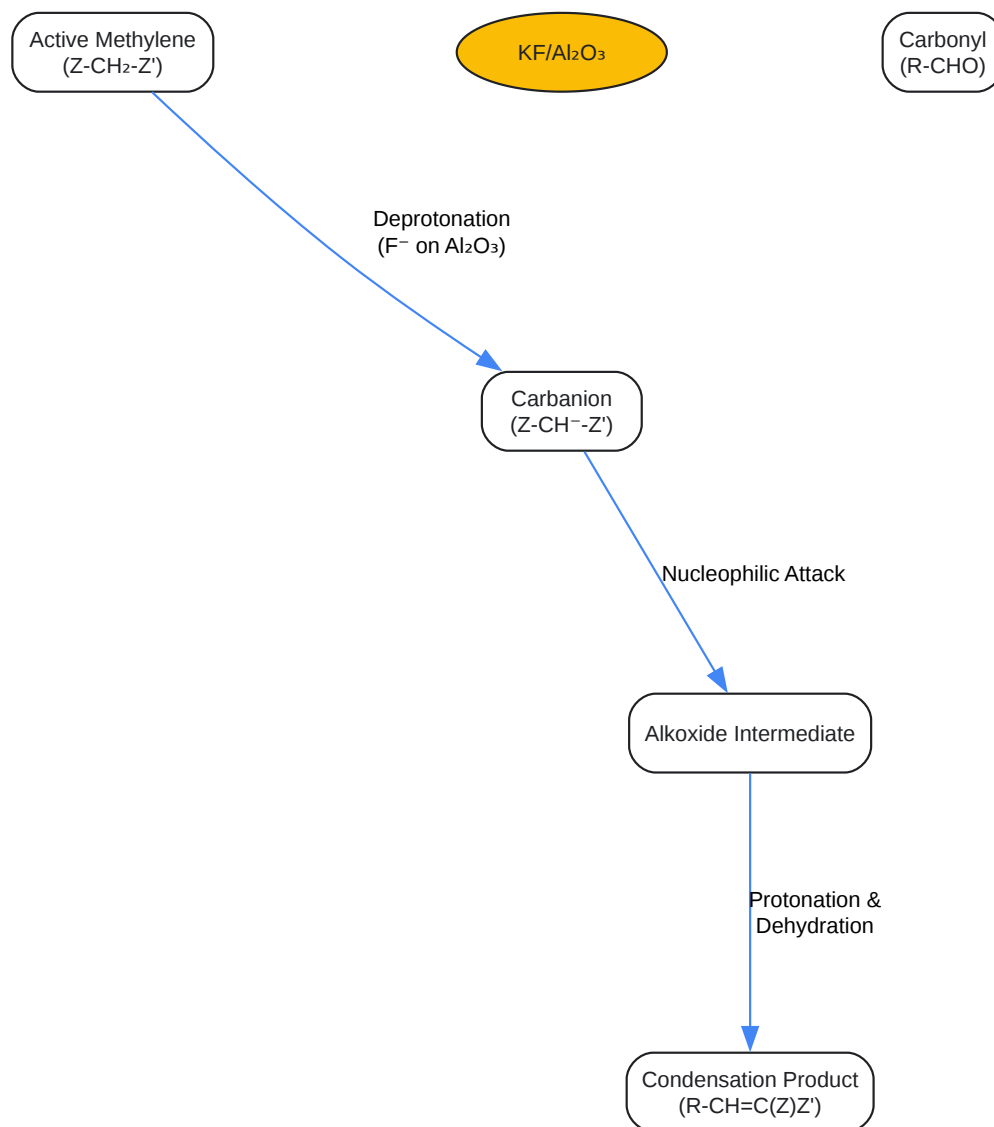 Active Methylene
(Z-CH₂-Z')
KF/Al₂O₃
Carbonyl
(R-CHO)
Deprotonation
(F⁻ on Al₂O₃)
Carbanion
(Z-CH⁻-Z')
Nucleophilic Attack
Alkoxide Intermediate
Protonation &
Dehydration
Condensation Product
(R-CH=C(Z)Z')